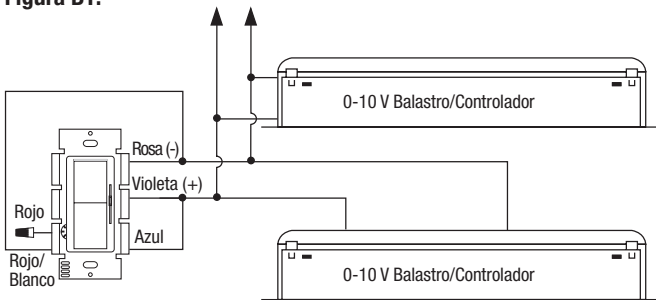 Figura D1.
0-10 V Balastro/Controlador
Rosa (-)
Violeta (+)
Rojo
Azul
Rojo/
Blanco
0-10 V Balastro/Controlador